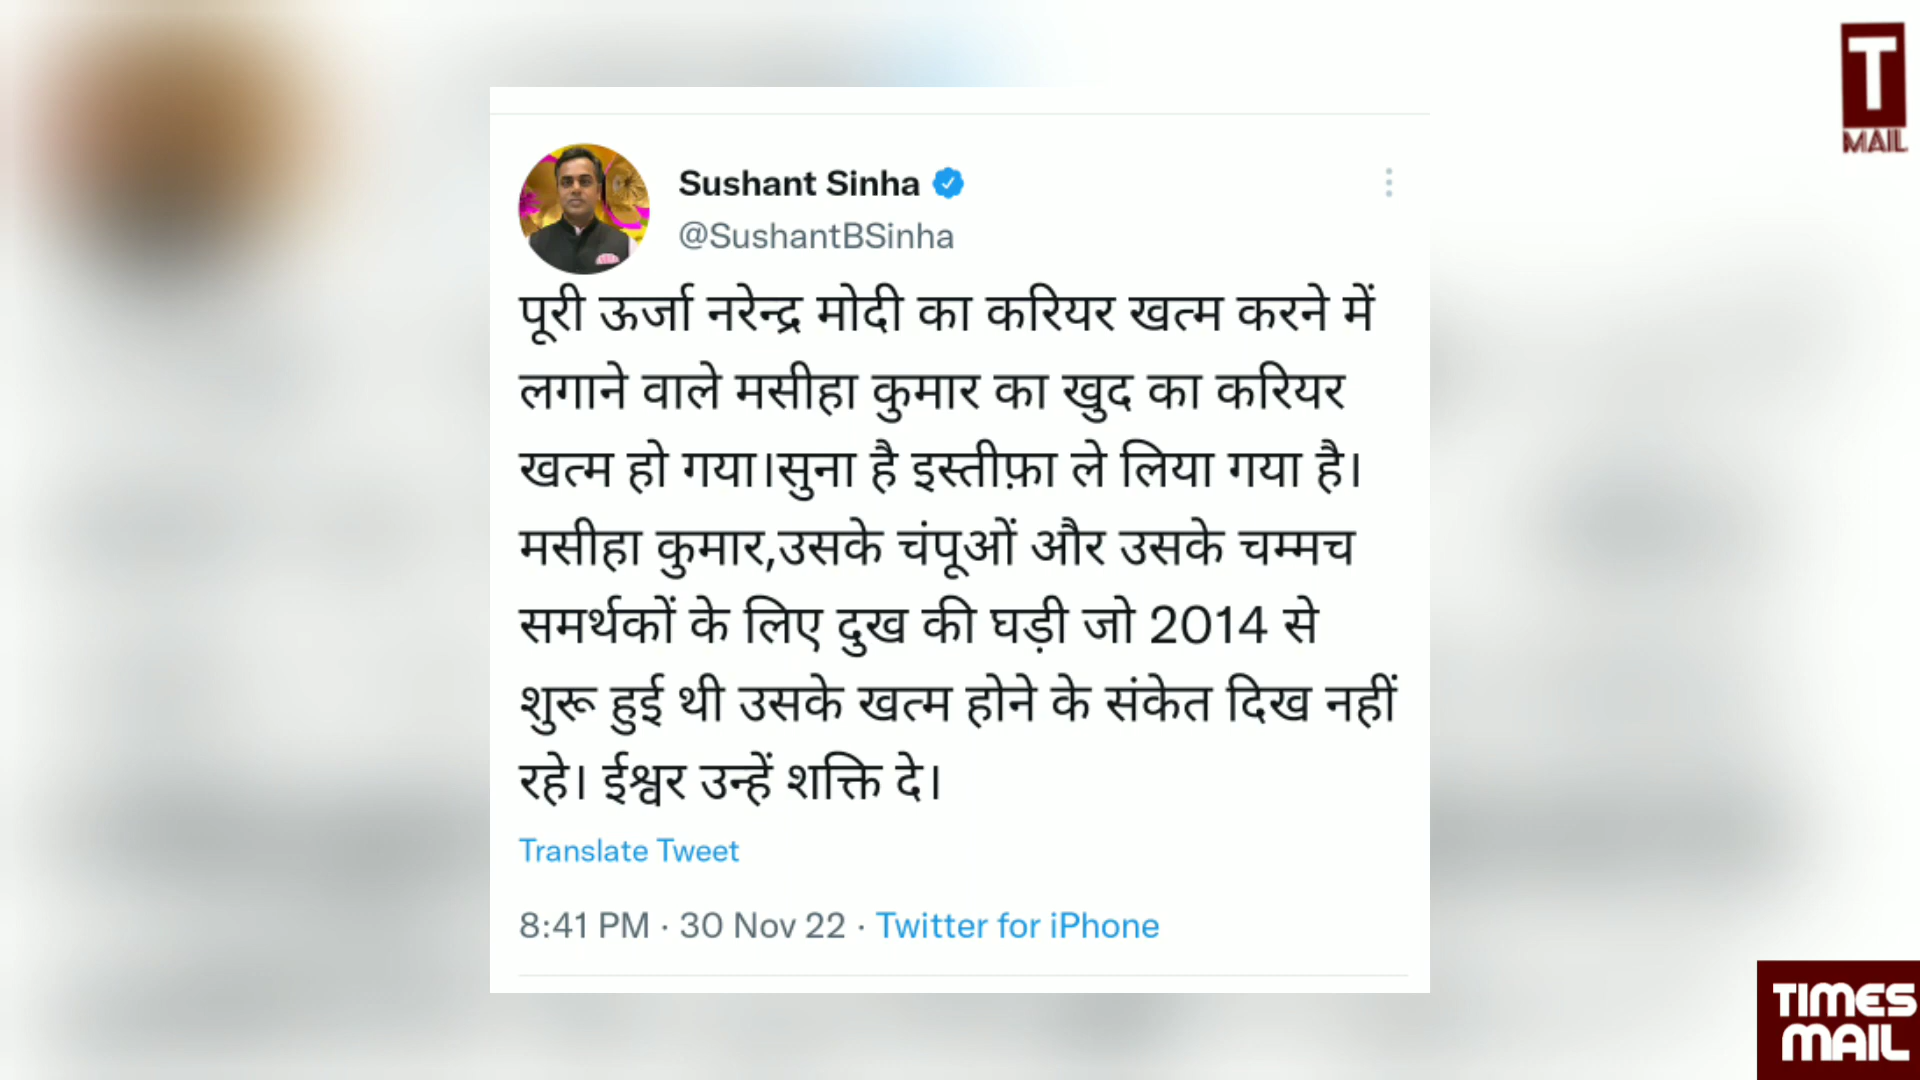 T
MAIL
Sushant Sinha
@SushantBSinha
पूरी ऊर्जा नरेन्द्र मोदी का करियर खत्म करने में
लगाने वाले मसीहा कुमार का खुद का करियर
खत्म हो गया।सुना है इस्तीफ़ा ले लिया गया है।
मसीहा कुमार,उसके चंपूओं और उसके चम्मच
समर्थकों के लिए दुख की घड़ी जो 2014 से
शुरू हुई थी उसके खत्म होने के संकेत दिख नहीं
रहे। ईश्वर उन्हें शक्ति दे।
Translate Tweet
8:41 PM · 30 Nov 22 · Twitter for iPhone
TIMES
MAIL